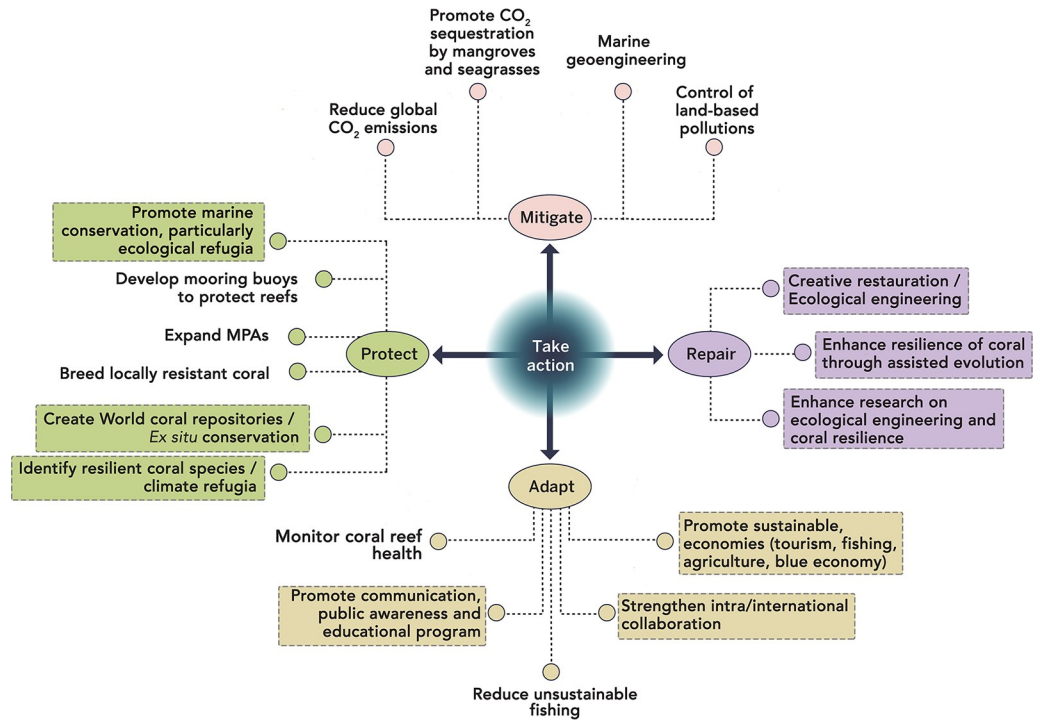 Promote CO₂
sequestration
by mangroves
and seagrasses
Marine
geoengineering
Reduce global
CO₂ emissions
Control of
land-based
pollutions
Mitigate
Promote marine
conservation, particularly
ecological refugia
Develop mooring buoys
to protect reefs
Expand MPAs
Breed locally resistant coral
Create World coral repositories /
Ex situ conservation
Identify resilient coral species /
climate refugia
Protect
Take
action
Repair
Creative restauration /
Ecological engineering
Enhance resilience of coral
through assisted evolution
Enhance research on
ecological engineering and
coral resilience
Adapt
Monitor coral reef
health
Promote communication,
public awareness and
educational program
Reduce unsustainable
fishing
Strengthen intra/international
collaboration
Promote sustainable,
economies (tourism, fishing,
agriculture, blue economy)